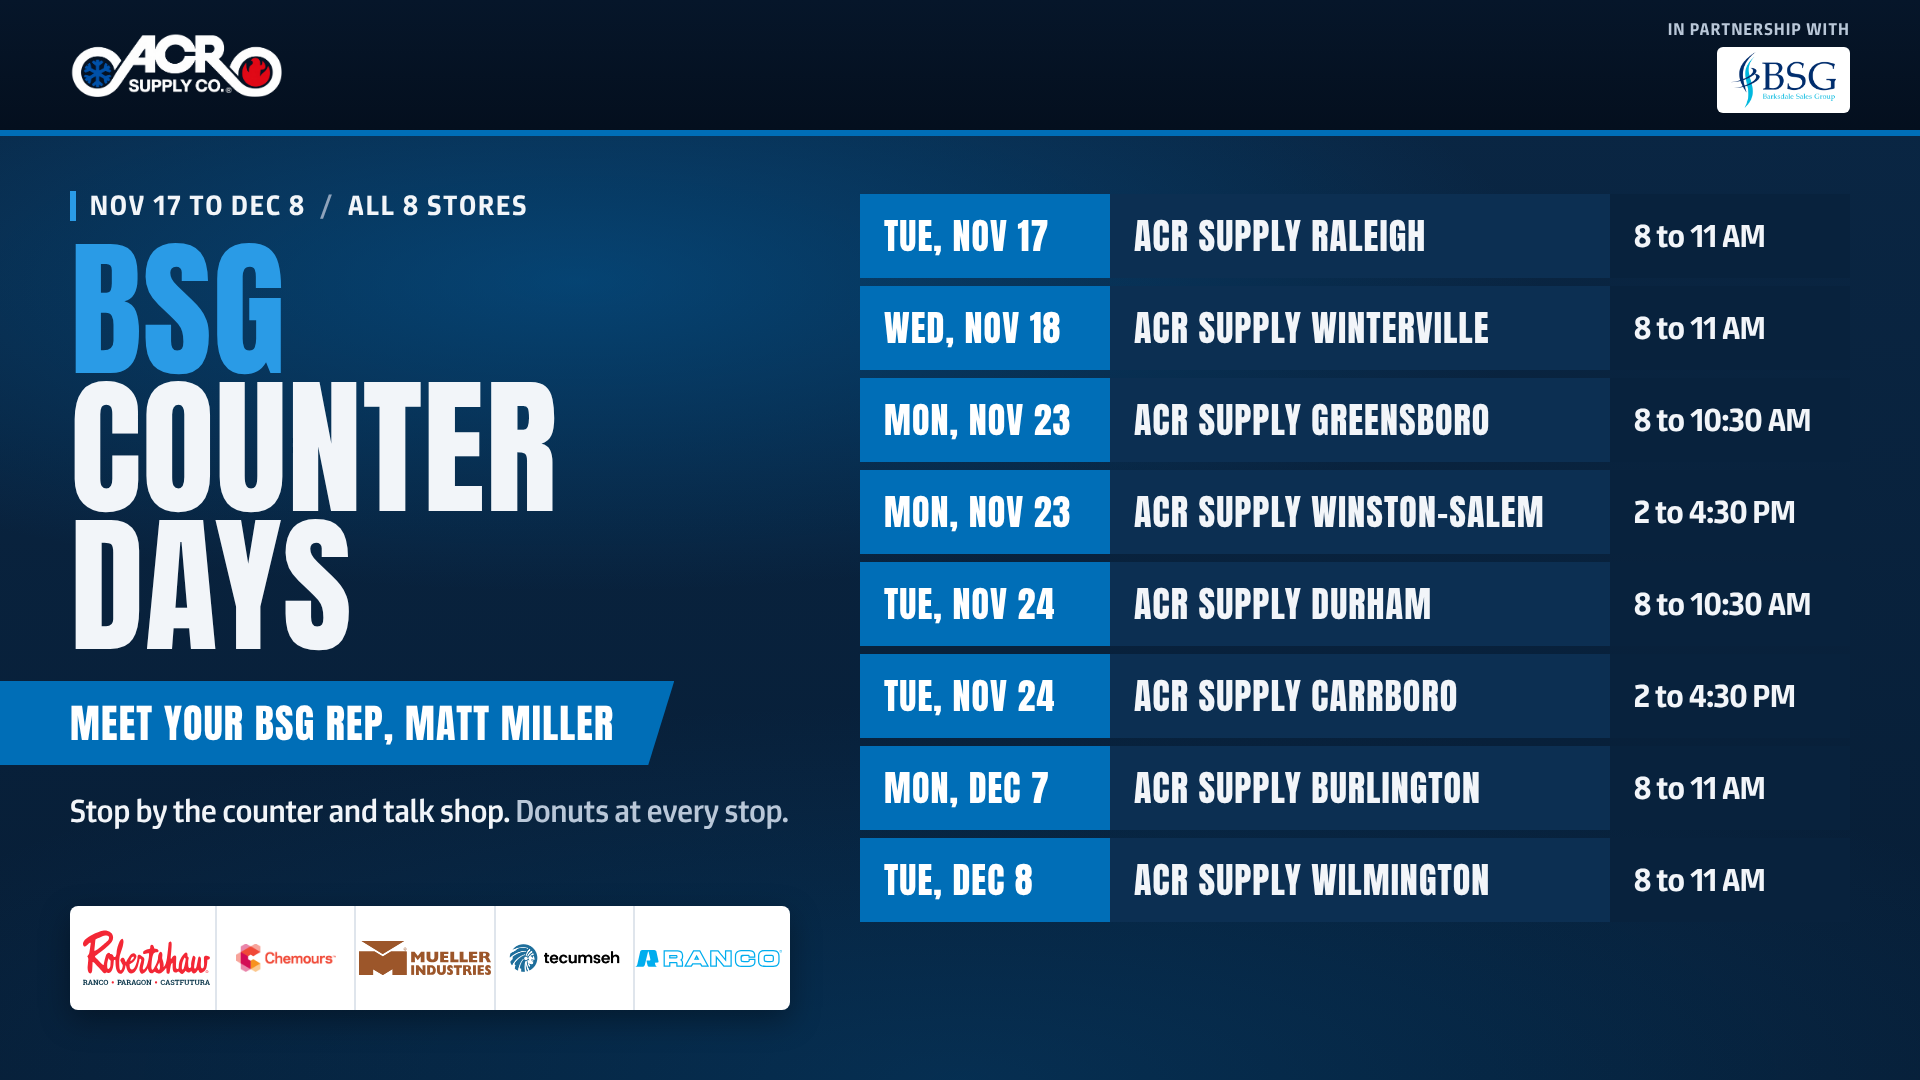 ACR
SUPPLY CO.®
IN PARTNERSHIP WITH
BSG
Barksdale Sales Group
NOV 17 TO DEC 8 / ALL 8 STORES
BSG
COUNTER
DAYS
MEET YOUR BSG REP, MATT MILLER
Stop by the counter and talk shop. Donuts at every stop.
Robertshaw
RANCO • PARAGON • CASTFUTURA
Chemours™
MUELLER
INDUSTRIES
tecumseh
RANCO
TUE, NOV 17 ACR SUPPLY RALEIGH 8 to 11 AM
WED, NOV 18 ACR SUPPLY WINTERVILLE 8 to 11 AM
MON, NOV 23 ACR SUPPLY GREENSBORO 8 to 10:30 AM
MON, NOV 23 ACR SUPPLY WINSTON-SALEM 2 to 4:30 PM
TUE, NOV 24 ACR SUPPLY DURHAM 8 to 10:30 AM
TUE, NOV 24 ACR SUPPLY CARRBORO 2 to 4:30 PM
MON, DEC 7 ACR SUPPLY BURLINGTON 8 to 11 AM
TUE, DEC 8 ACR SUPPLY WILMINGTON 8 to 11 AM